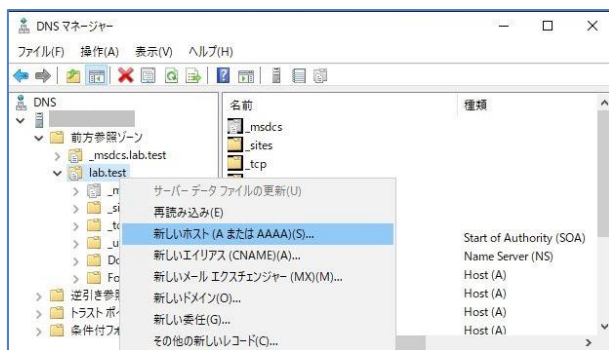 DNS マネージャー
ファイル(F) 操作(A) 表示(V) ヘルプ(H)
DNS
前方参照ゾーン
_msdcs.lab.test
lab.test
_si
_u
Do
Fo
逆引き参照
トラスト ポイ
条件付フォ
名前
種類
_msdcs
_sites
_tcp
Start of Authority (SOA)
Name Server (NS)
Host (A)
Host (A)
Host (A)
Host (A)
サーバー データ ファイルの更新(U)
再読み込み(E)
新しいホスト (A または AAAA)(S)...
新しいエイリアス (CNAME)(A)...
新しいメール エクスチェンジャー (MX)(M)...
新しいドメイン(O)...
新しい委任(G)...
その他の新しいレコード(C)...